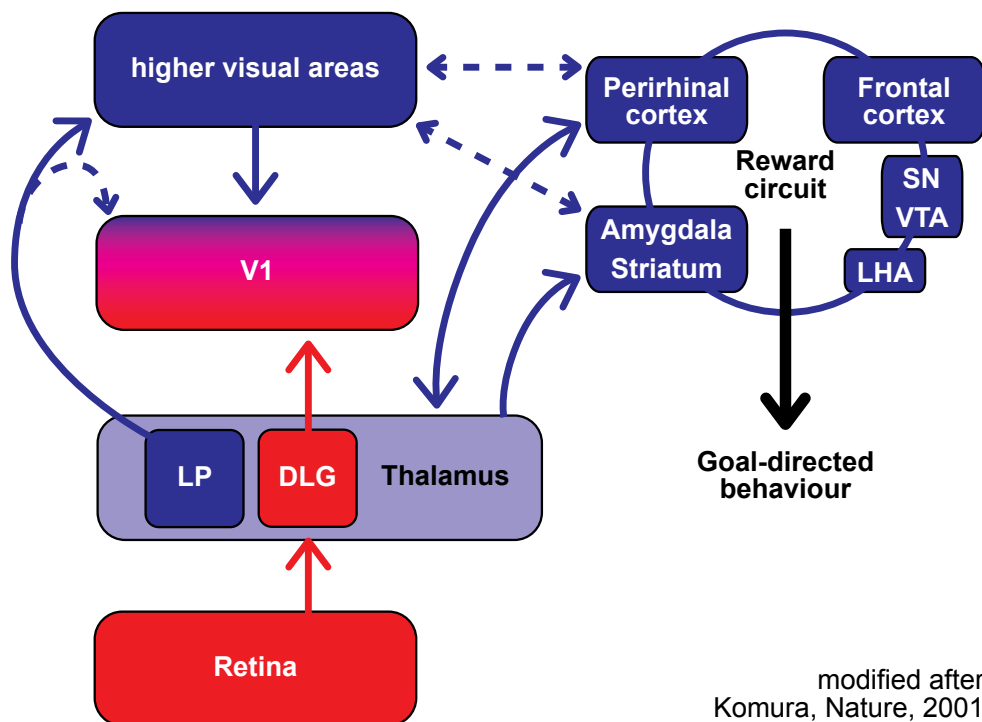 higher visual areas
Perirhinal
cortex
Frontal
cortex
Reward
circuit
SN
VTA
Amygdala
Striatum
LHA
V1
LP
DLG
Thalamus
Goal-directed
behaviour
Retina
modified after
Komura, Nature, 2001